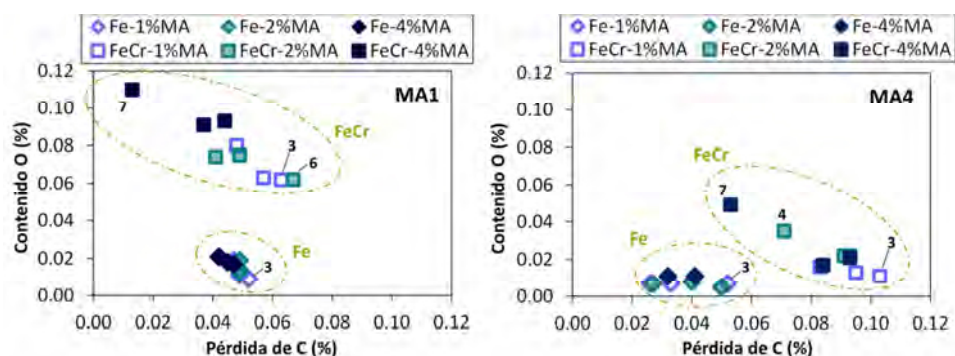 Fe-1%MA Fe-2%MA Fe-4%MA
FeCr-1%MA FeCr-2%MA FeCr-4%MA
0.12
MA1
0.10
7
FeCr
0.08
3
6
0.06
0.04
Fe
0.02
3
0.00
0.00 0.02 0.04 0.06 0.08 0.10 0.12
Contenido O (%)
Pérdida de C (%)
Fe-1%MA Fe-2%MA Fe-4%MA
FeCr-1%MA FeCr-2%MA FeCr-4%MA
0.12
MA4
0.10
0.08
FeCr
0.06
7
4
0.04
Fe
3
3
0.02
0.00
0.00 0.02 0.04 0.06 0.08 0.10 0.12
Contenido O (%)
Pérdida de C (%)